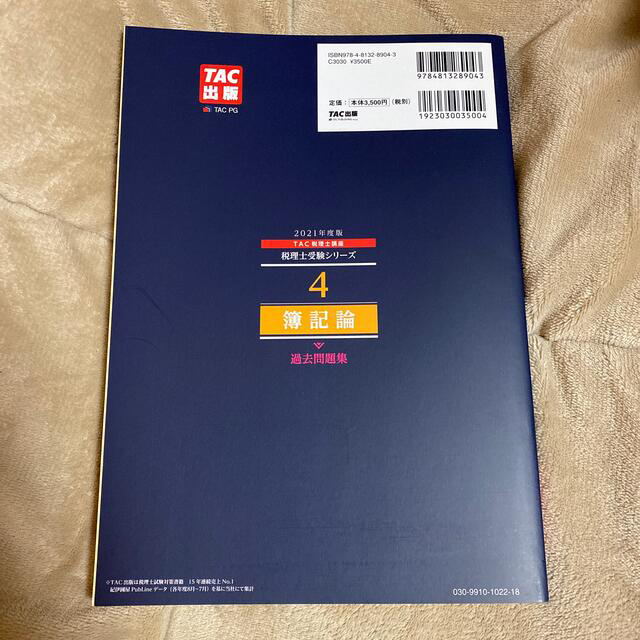 ISBN978-4-8132-8904-3
C3030 ¥3500E
9784813289043
定価：本体3,500円（税別）
TAC出版
1923030035004
TAC
出版
TAC PG
2021年度版
TAC税理士講座
税理士受験シリーズ
4
簿記論
過去問題集
◎TAC出版は税理士試験対策書籍 15年連続売上No.1
紀伊國屋PubLineデータ（各年度8月~7月）を基に当社にて集計
030-9910-1022-18